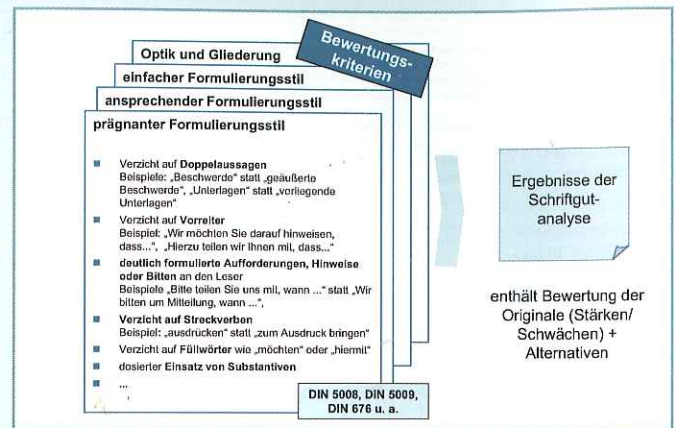 Bewertungs-
kriterien
Optik und Gliederung
einfacher Formulierungsstil
ansprechender Formulierungsstil
prägnanter Formulierungsstil
Verzicht auf Doppelaussagen
Beispiele: „Beschwerde“ statt „geäußerte
Beschwerde“, „Unterlagen“ statt „vorliegende
Unterlagen“
Verzicht auf Vorreiter
Beispiel: „Wir möchten Sie darauf hinweisen,
dass...“, „Hierzu teilen wir Ihnen mit, dass...“
deutlich formulierte Aufforderungen, Hinweise
oder Bitten an den Leser
Beispiele „Bitte teilen Sie uns mit, wann ...“ statt „Wir
bitten um Mitteilung, wann ...“,
Verzicht auf Streckverben
Beispiel: „ausdrücken“ statt „zum Ausdruck bringen“
Verzicht auf Füllwörter wie „möchten“ oder „hiermit“
dosierter Einsatz von Substantiven
...
DIN 5008, DIN 5009,
DIN 676 u. a.
Ergebnisse der
Schriftgut-
analyse
enthält Bewertung der
Originale (Stärken/
Schwächen) +
Alternativen